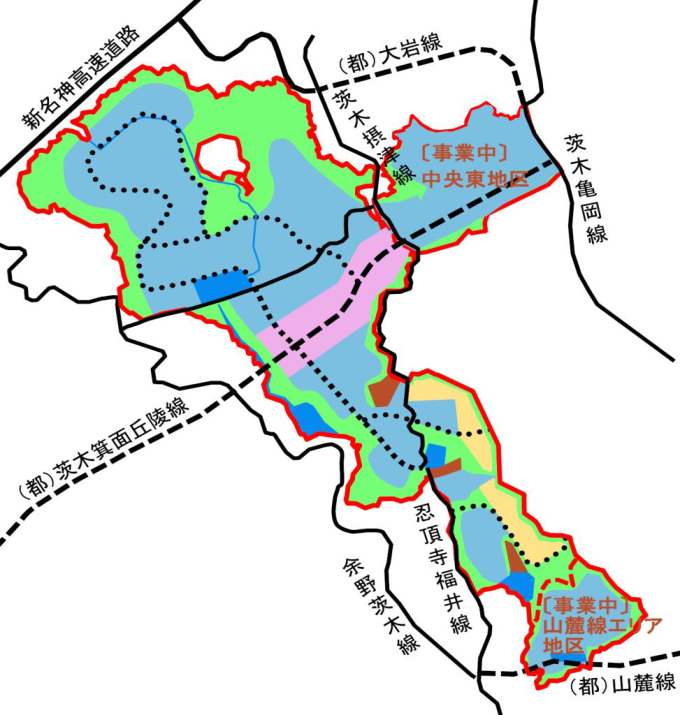 新名神高速道路
(都)大岩線
茨木摂津線
〔事業中〕
中央東地区
茨木亀岡線
(都)茨木箕面丘陵線
忍頂寺福井線
余野茨木線
〔事業中〕
山麓線エリア
地区
(都)山麓線